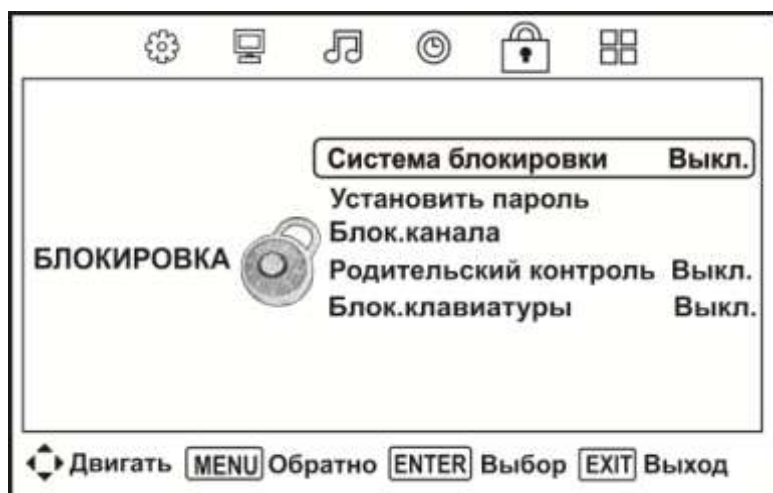 Система блокировки Выкл.
Установить пароль
Блок.канала
БЛОКИРОВКА
Родительский контроль Выкл.
Блок.клавиатуры Выкл.
Двигать MENU Обратно ENTER Выбор EXIT Выход